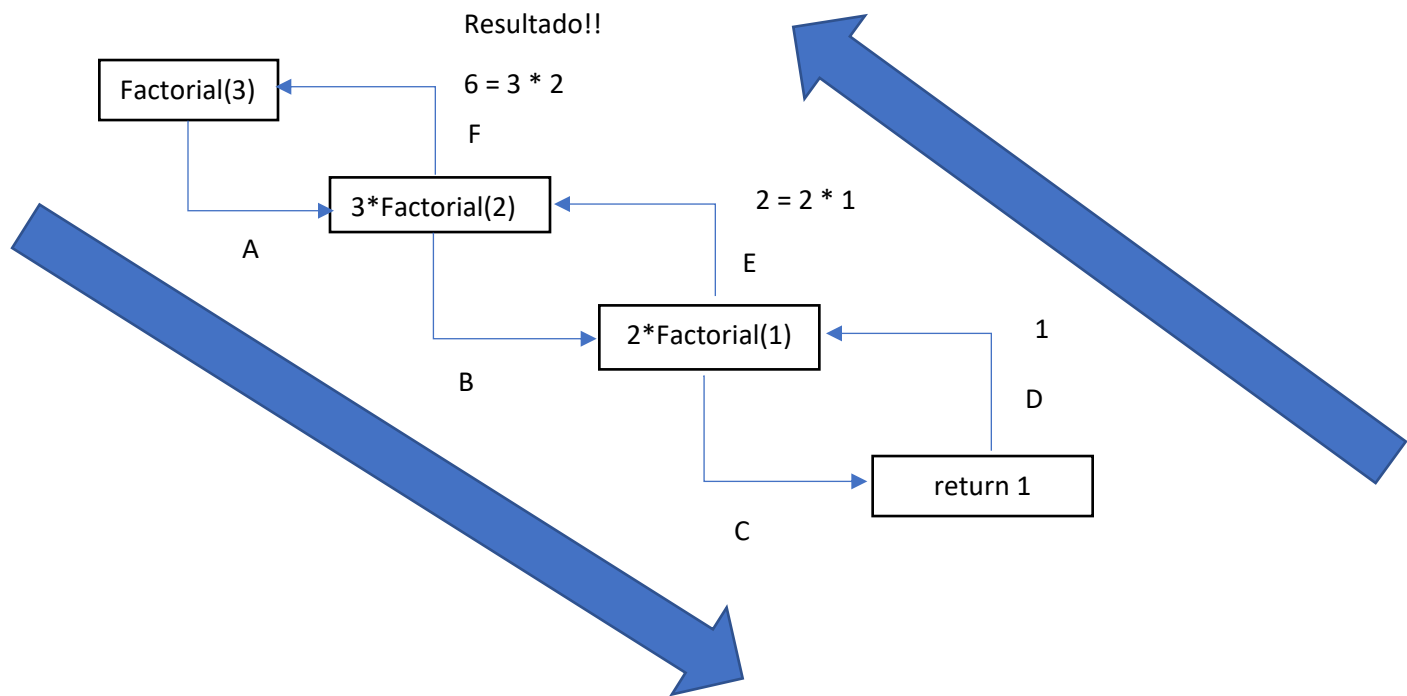 Resultado!!
Factorial(3)
6 = 3 * 2
F
3*Factorial(2)
2 = 2 * 1
A
E
2*Factorial(1)
1
B
D
return 1
C